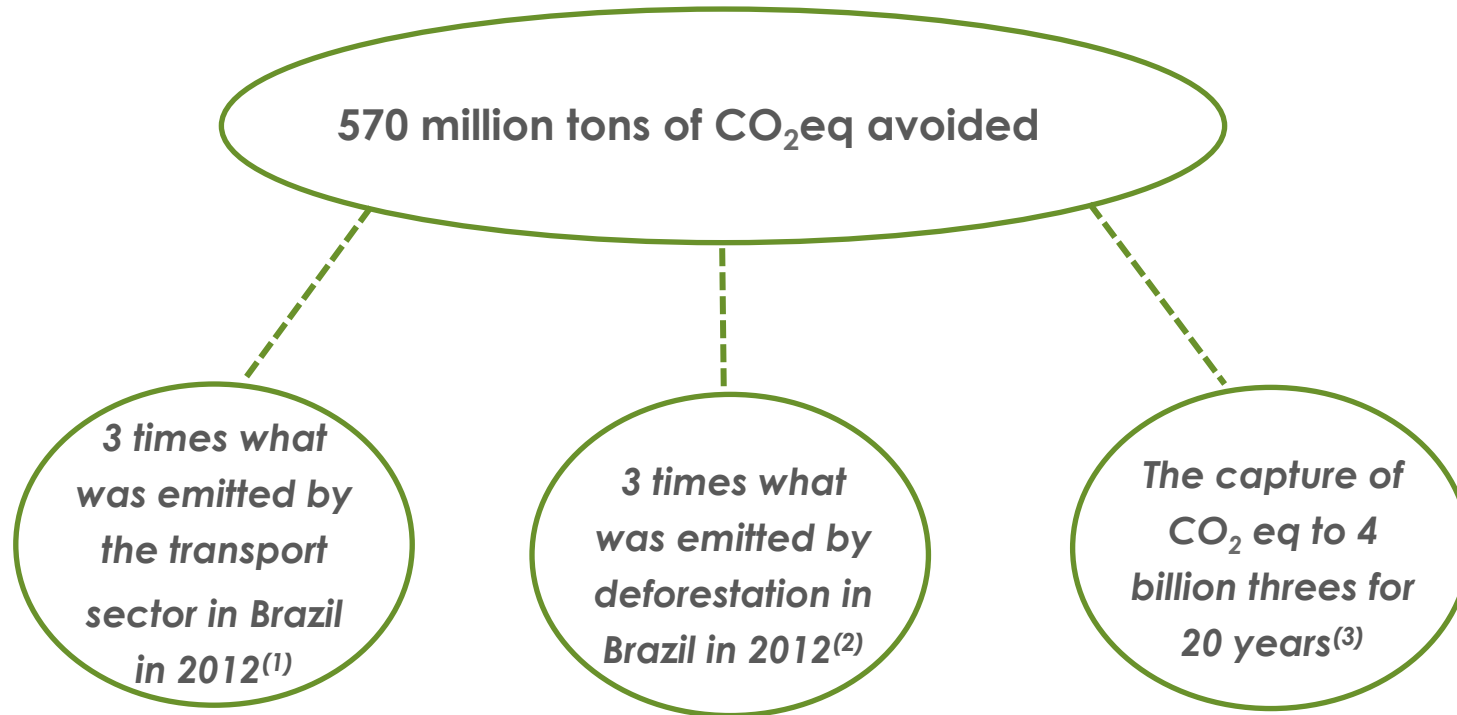 570 million tons of CO₂eq avoided
3 times what
was emitted by
the transport
sector in Brazil
in 2012⁽¹⁾
3 times what
was emitted by
deforestation in
Brazil in 2012⁽²⁾
The capture of
CO₂ eq to 4
billion threes for
20 years⁽³⁾